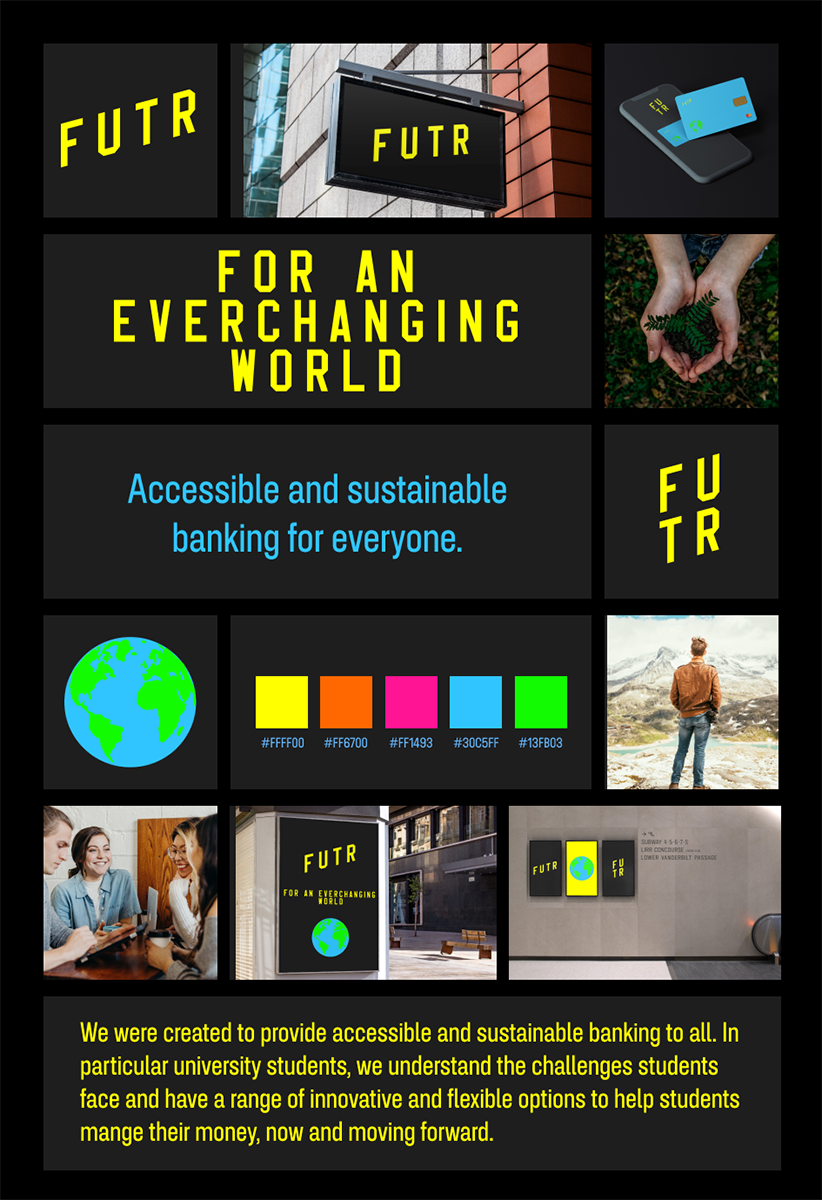 FUTR
FUTR
FU
TR
FOR AN
EVERCHANGING
WORLD
Accessible and sustainable
banking for everyone.
FU
TR
#FFFF00
#FF6700
#FF1493
#30C5FF
#13FB03
FUTR
FOR AN EVERCHANGING
WORLD
FUTR
FU
TR
SUBWAY 4·5·6·7·S
LIRR CONCOURSE
LOWER VANDERBILT PASSAGE
We were created to provide accessible and sustainable banking to all. In
particular university students, we understand the challenges students
face and have a range of innovative and flexible options to help students
mange their money, now and moving forward.